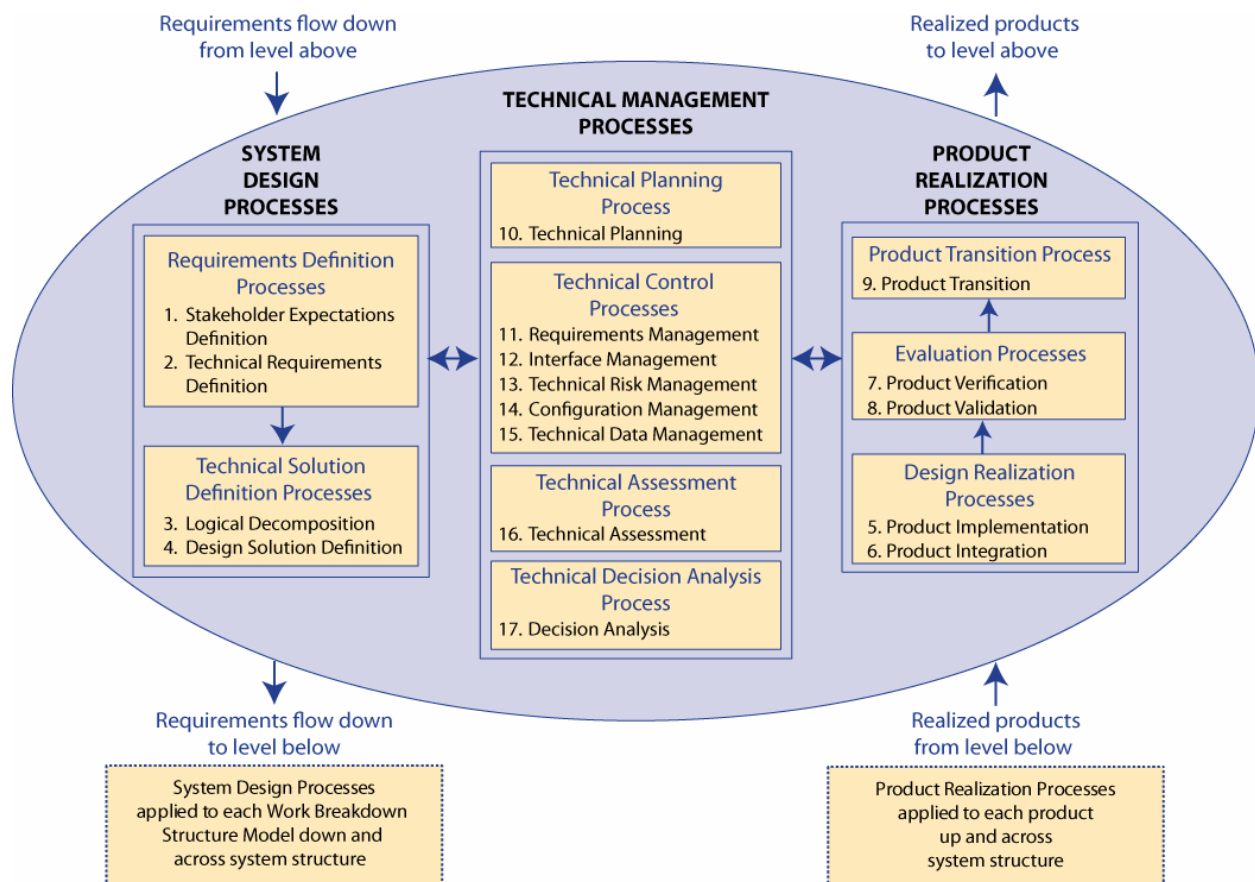 Requirements flow down
from level above
Realized products
to level above
TECHNICAL MANAGEMENT
PROCESSES
SYSTEM
DESIGN
PROCESSES
Requirements Definition
Processes
1. Stakeholder Expectations
Definition
2. Technical Requirements
Definition
Technical Solution
Definition Processes
3. Logical Decomposition
4. Design Solution Definition
Technical Planning
Process
10. Technical Planning
Technical Control
Processes
11. Requirements Management
12. Interface Management
13. Technical Risk Management
14. Configuration Management
15. Technical Data Management
Technical Assessment
Process
16. Technical Assessment
Technical Decision Analysis
Process
17. Decision Analysis
PRODUCT
REALIZATION
PROCESSES
Product Transition Process
9. Product Transition
Evaluation Processes
7. Product Verification
8. Product Validation
Design Realization
Processes
5. Product Implementation
6. Product Integration
Requirements flow down
to level below
Realized products
from level below
System Design Processes
applied to each Work Breakdown
Structure Model down and
across system structure
Product Realization Processes
applied to each product
up and across
system structure